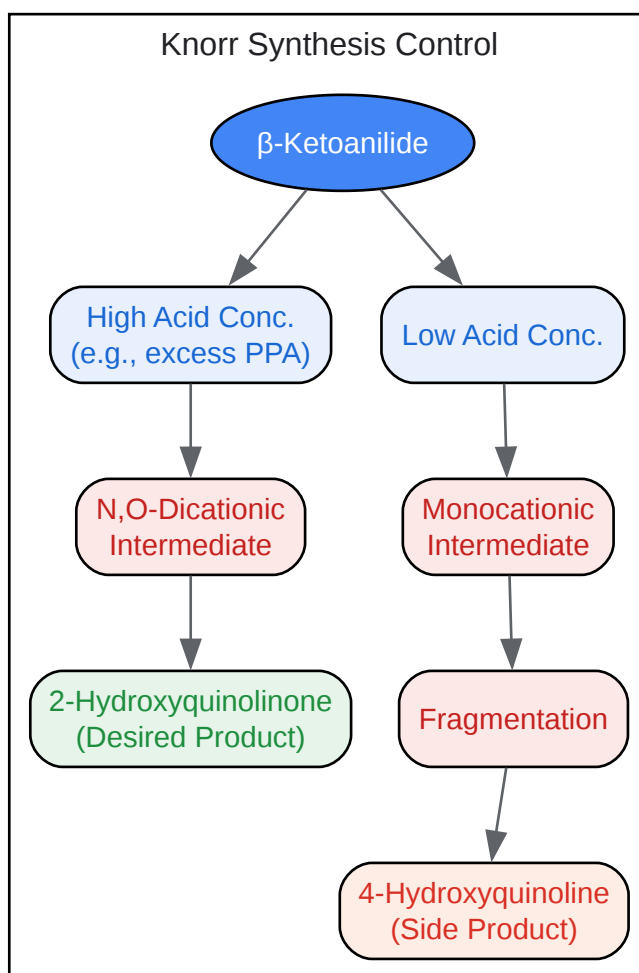 Knorr Synthesis Control
β-Ketoanilide
High Acid Conc.
(e.g., excess PPA)
Low Acid Conc.
N,O-Dicationic
Intermediate
Monocationic
Intermediate
2-Hydroxyquinolinone
(Desired Product)
Fragmentation
4-Hydroxyquinoline
(Side Product)